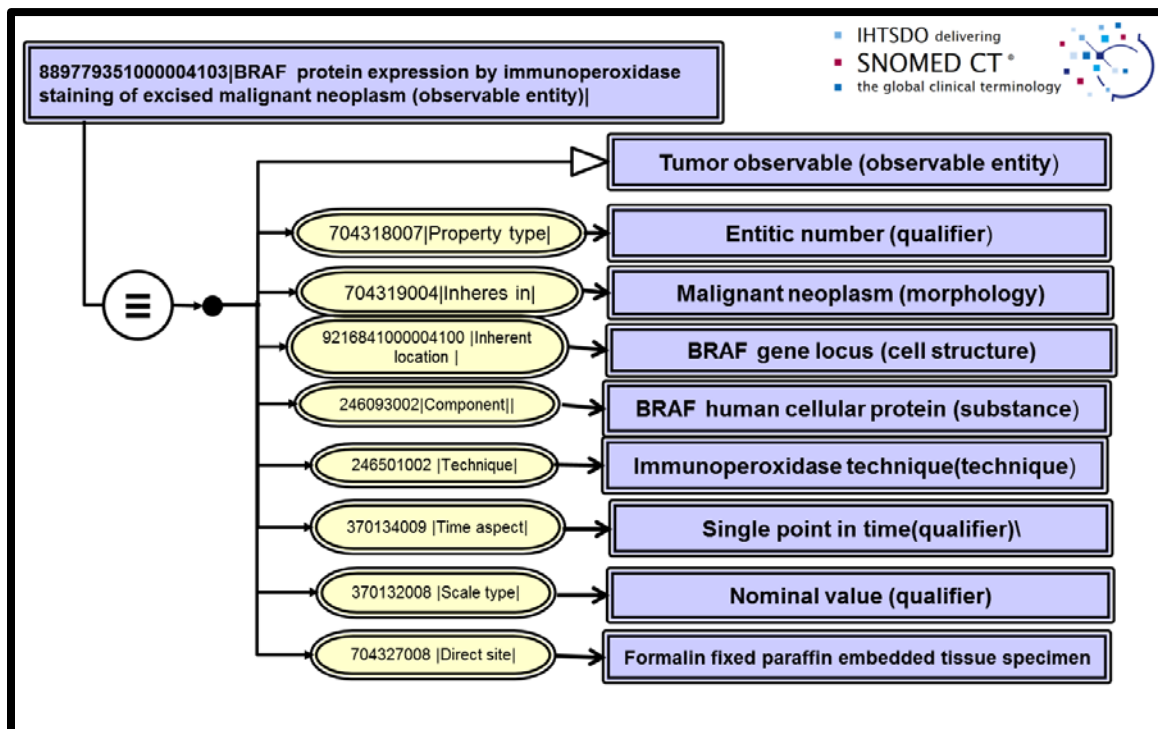 889779351000004103|BRAF protein expression by immunoperoxidase
staining of excised malignant neoplasm (observable entity)|
IHTSDO delivering
SNOMED CT ®
the global clinical terminology
Tumor observable (observable entity)
704318007|Property type|
Entitic number (qualifier)
704319004|Inheres in|
Malignant neoplasm (morphology)
9216841000004100 |Inherent
location |
BRAF gene locus (cell structure)
246093002|Component||
BRAF human cellular protein (substance)
246501002 |Technique|
Immunoperoxidase technique(technique)
370134009 |Time aspect|
Single point in time(qualifier)\
370132008 |Scale type|
Nominal value (qualifier)
704327008 |Direct site|
Formalin fixed paraffin embedded tissue specimen